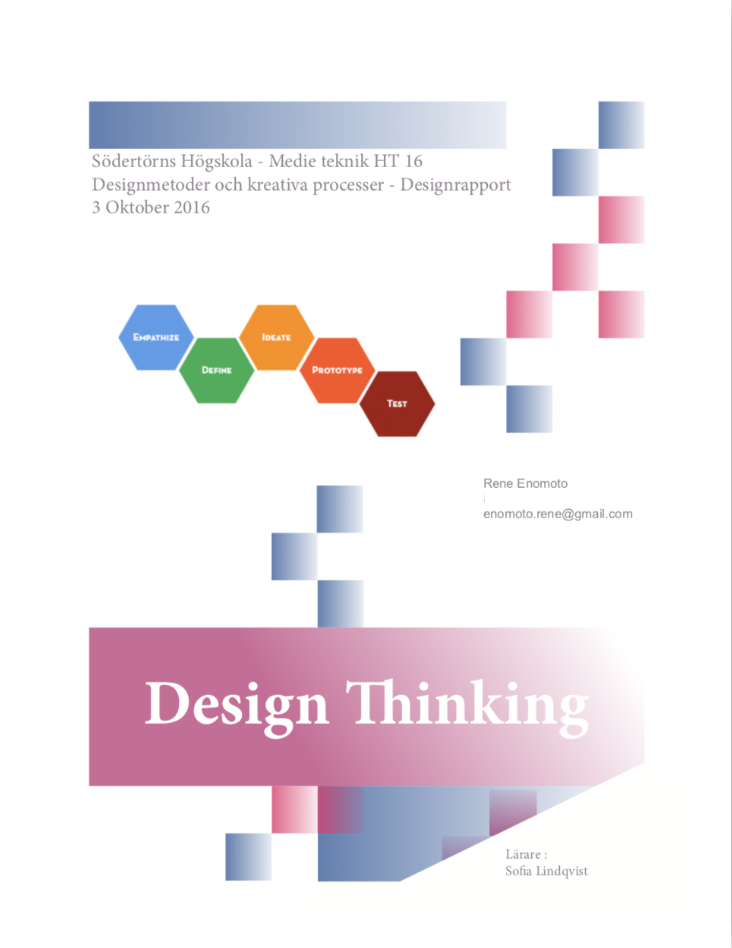 Södertörns Högskola - Medie teknik HT 16
Designmetoder och kreativa processer - Designrapport
3 Oktober 2016
EMPATHIZE
DEFINE
IDEATE
PROTOTYPE
TEST
Rene Enomoto
enomoto.rene@gmail.com
Design Thinking
Lärare :
Sofia Lindqvist